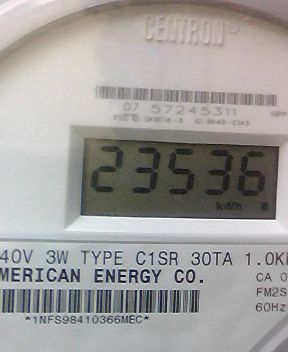 CENTRON®
07 57245311
23536
kWh
40V 3W TYPE C1SR 30TA 1.0K
MERICAN ENERGY CO.
CA 0
FM2S
60Hz
*1NFS98410366MEC*